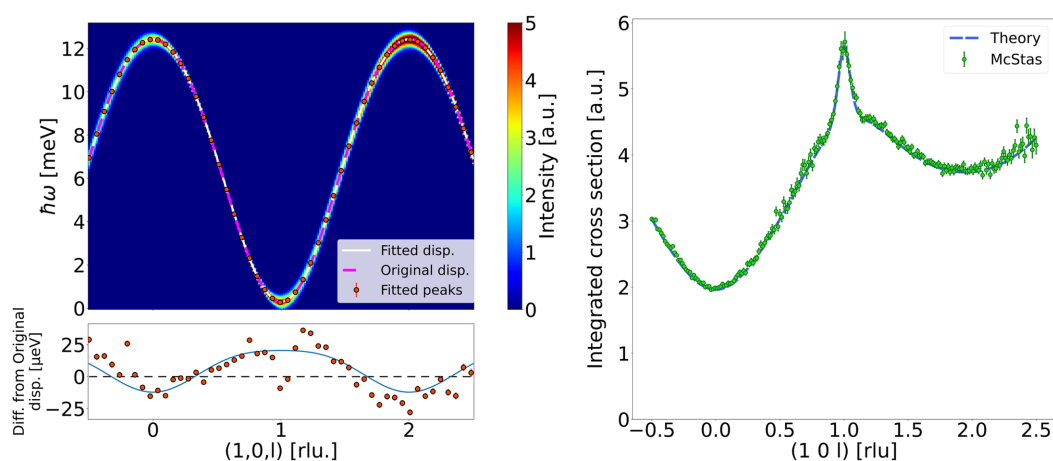 12
10
8
6
4
2
0
ħω [meV]
Fitted disp.
Original disp.
Fitted peaks
5
4
3
2
1
0
Intensity [a.u.]
25
0
−25
Diff. from Original
disp. [μeV]
0
1
2
(1,0,l) [rlu.]
6
5
4
3
2
1
0
Integrated cross section [a.u.]
Theory
McStas
−0.5
0.0
0.5
1.0
1.5
2.0
2.5
(1 0 l) [rlu]